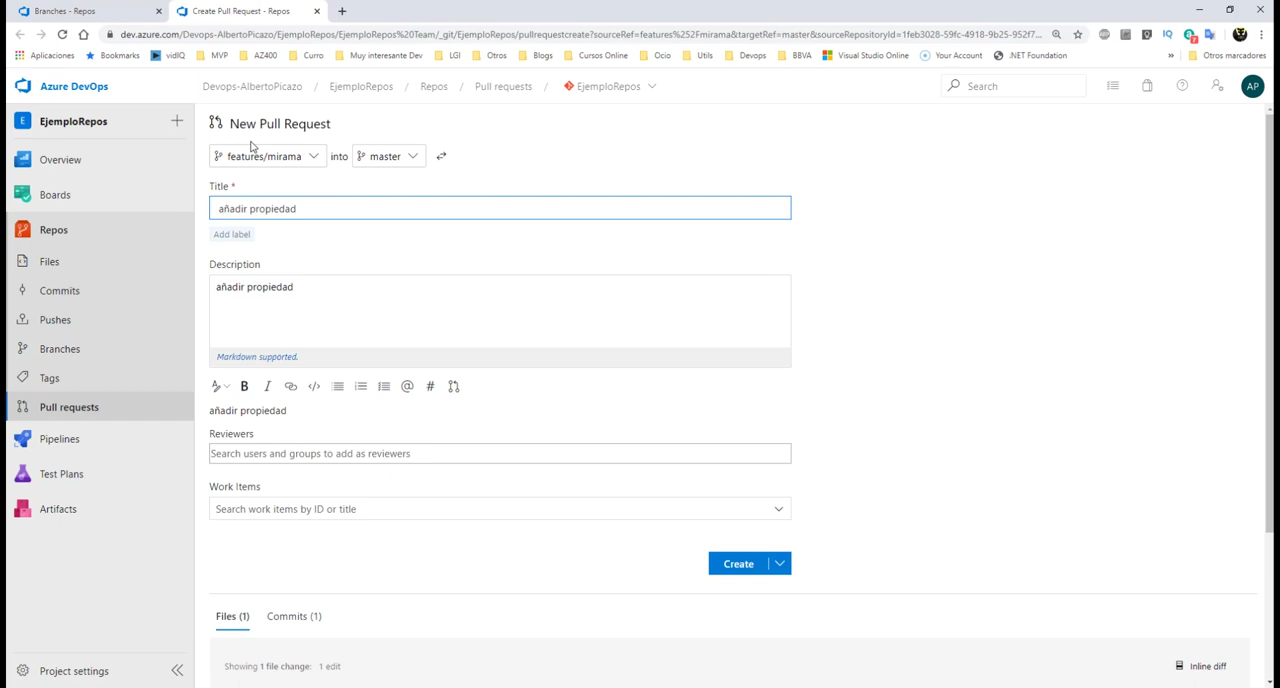 Branches - Repos
Create Pull Request - Repos
dev.azure.com/Devops-AlbertoPicazo/EjemploRepos/EjemploRepos%20Team/_git/EjemploRepos/pullrequestcreate?sourceRef=features%252Fmirama&targetRef=master&sourceRepositoryId=1feb3028-59fc-4918-9b25-952f7...
Aplicaciones Bookmarks vidIQ MVP AZ400 Curro Muy interesante Dev LGI Otros Blogs Cursos Online Ocio Utils Devops BBVA Visual Studio Online Your Account .NET Foundation » Otros marcadores
Azure DevOps Devops-AlbertoPicazo / EjemploRepos / Repos / Pull requests / EjemploRepos Search AP
E EjemploRepos
Overview
Boards
Repos
Files
Commits
Pushes
Branches
Tags
Pull requests
Pipelines
Test Plans
Artifacts
Project settings
New Pull Request
features/mirama into master
Title *
añadir propiedad
Add label
Description
añadir propiedad
Markdown supported.
B I @ #
añadir propiedad
Reviewers
Search users and groups to add as reviewers
Work Items
Search work items by ID or title
Create
Files (1) Commits (1)
Showing 1 file change: 1 edit Inline diff